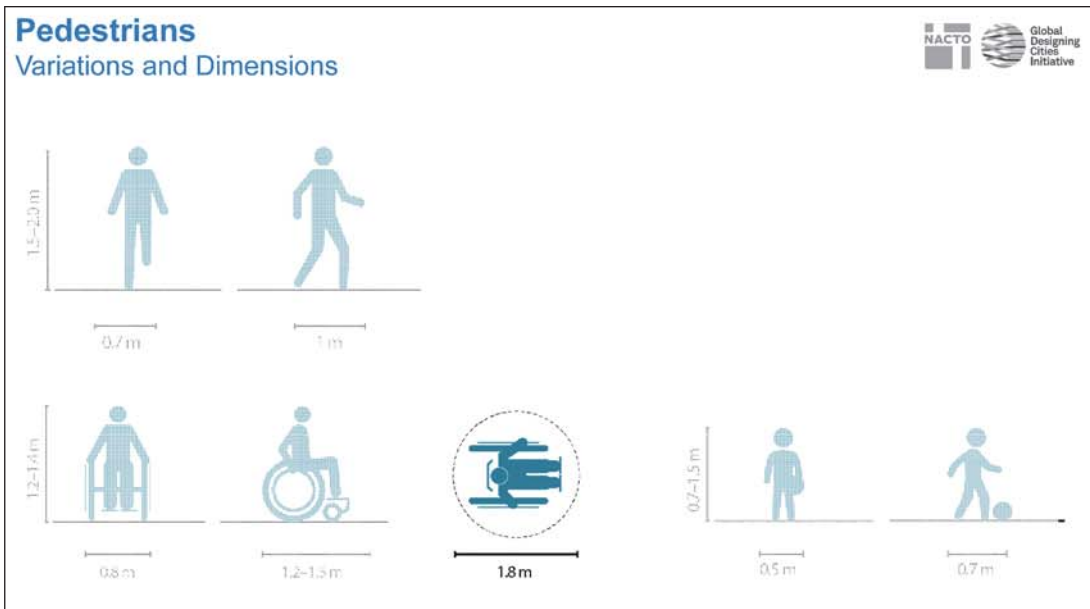 Pedestrians
Variations and Dimensions
NACTO
Global
Designing
Cities
Initiative
1.5–2.0 m
0.7 m
1 m
1.2–1.4 m
0.8 m
1.2–1.5 m
1.8 m
0.7–1.5 m
0.5 m
0.7 m